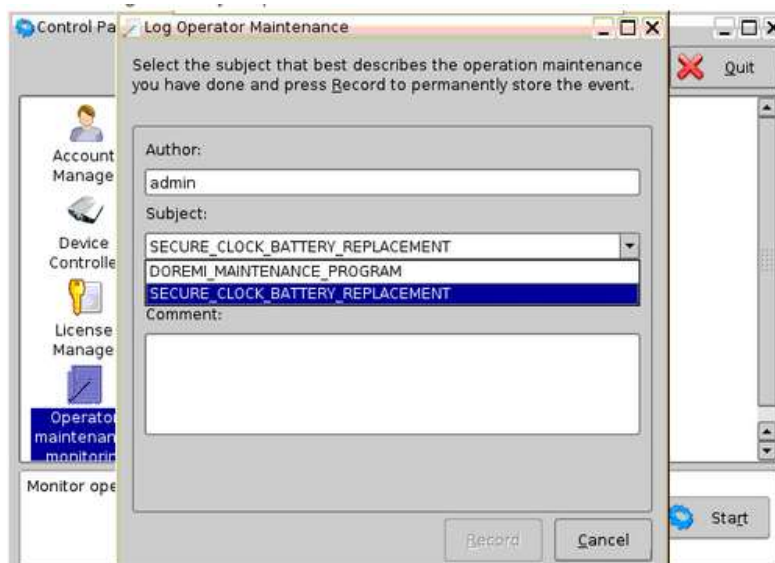 Control Pa
Log Operator Maintenance
Select the subject that best describes the operation maintenance
you have done and press Record to permanently store the event.
Quit
Account
Manage
Device
Controlle
License
Manage
Operator
maintenan
monitorin
Author:
admin
Subject:
SECURE_CLOCK_BATTERY_REPLACEMENT
DOREMI_MAINTENANCE_PROGRAM
SECURE_CLOCK_BATTERY_REPLACEMENT
Comment:
Monitor ope
Start
Record
Cancel